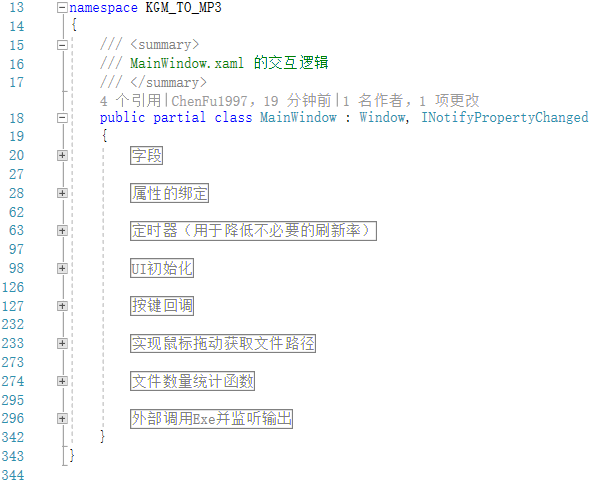 13 namespace KGM_TO_MP3
14 {
15 /// <summary>
16 /// MainWindow.xaml 的交互逻辑
17 /// </summary>
4 个引用|ChenFu1997，19 分钟前|1 名作者，1 项更改
18 public partial class MainWindow : Window, INotifyPropertyChanged
19 {
20 字段
27
28 属性的绑定
62
63 定时器（用于降低不必要的刷新率）
97
98 UI初始化
126
127 按键回调
232
233 实现鼠标拖动获取文件路径
273
274 文件数量统计函数
295
296 外部调用Exe并监听输出
342 }
343 }
344